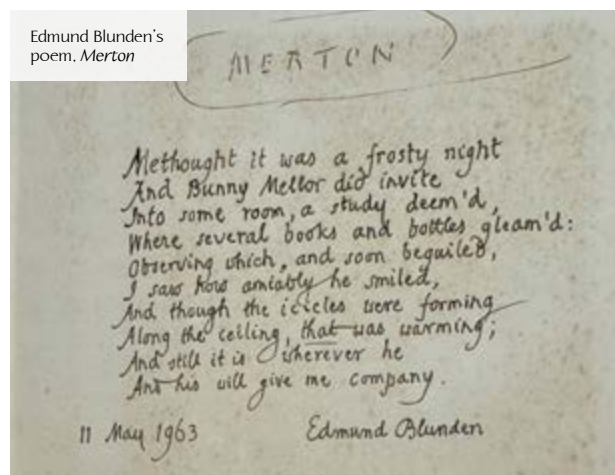 Edmund Blunden's
poem, Merton
MERTON
Methought it was a frosty night
And Bunny Mellor did invite
Into some room, a study deem'd,
Where several books and bottles gleam'd:
Observing which, and soon beguiled,
I saw how amiably he smiled,
And though the icicles were forming
Along the ceiling, that was warming;
And still it is wherever he
And his will give me company.
11 May 1963 Edmund Blunden